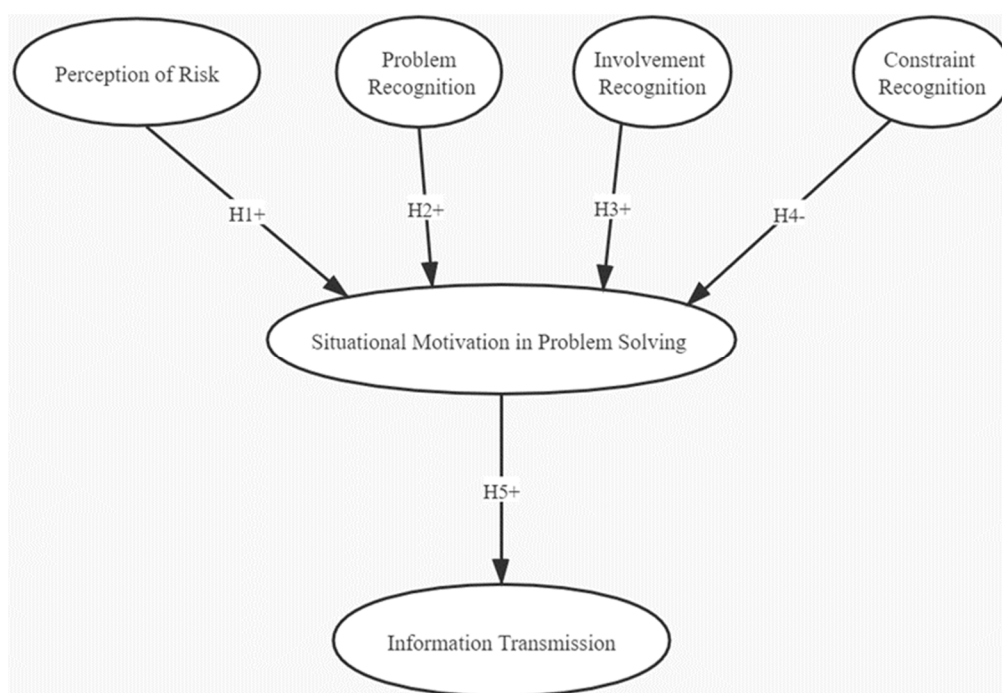 Perception of Risk
Problem
Recognition
Involvement
Recognition
Constraint
Recognition
H1+
H2+
H3+
H4-
Situational Motivation in Problem Solving
H5+
Information Transmission